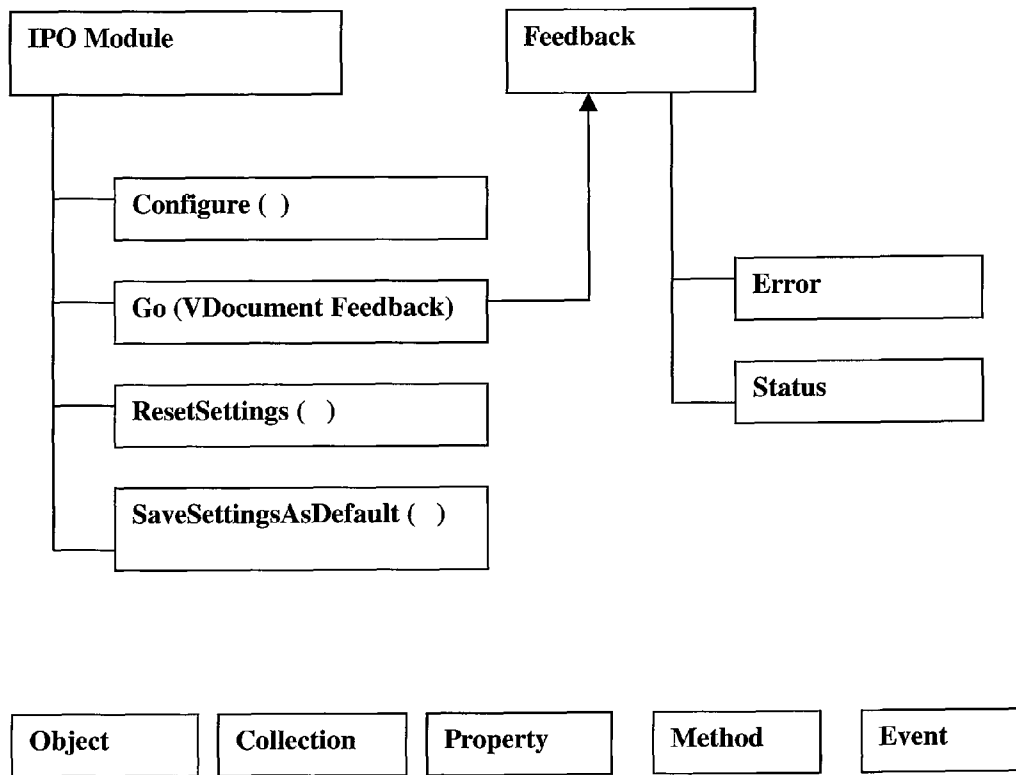 IPO Module
Feedback
Configure ( )
Go (VDocument Feedback)
Error
ResetSettings ( )
Status
SaveSettingsAsDefault ( )
Object
Collection
Property
Method
Event